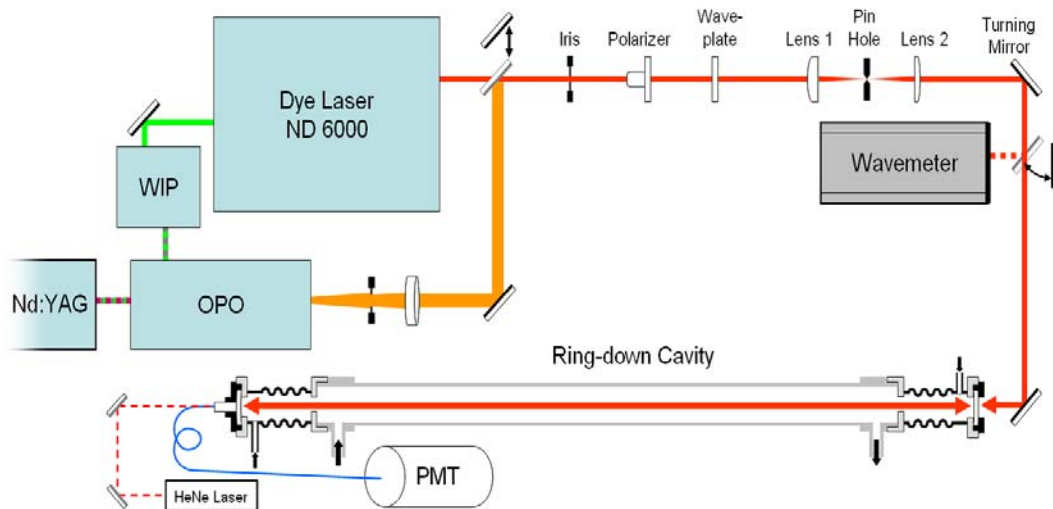 Dye Laser
ND 6000
WIP
Nd:YAG
OPO
Iris
Polarizer
Wave-
plate
Lens 1
Pin
Hole
Lens 2
Turning
Mirror
Wavemeter
Ring-down Cavity
PMT
HeNe Laser